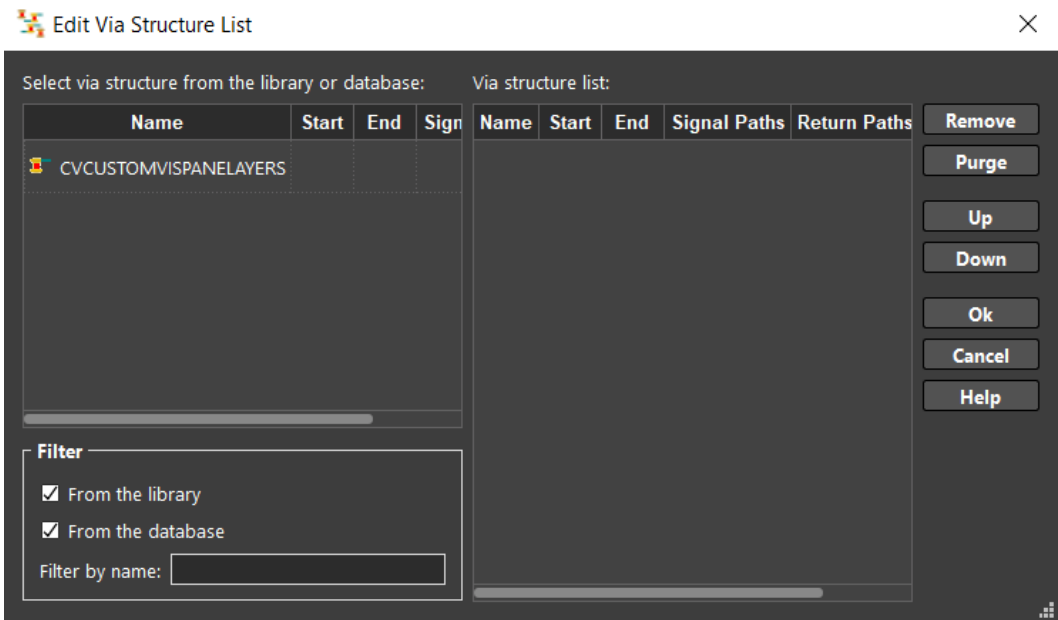 Edit Via Structure List
Select via structure from the library or database:
Name Start End Sign
CVCUSTOMVISPANELAYERS
Filter
From the library
From the database
Filter by name:
Via structure list:
Name Start End Signal Paths Return Paths
Remove
Purge
Up
Down
Ok
Cancel
Help